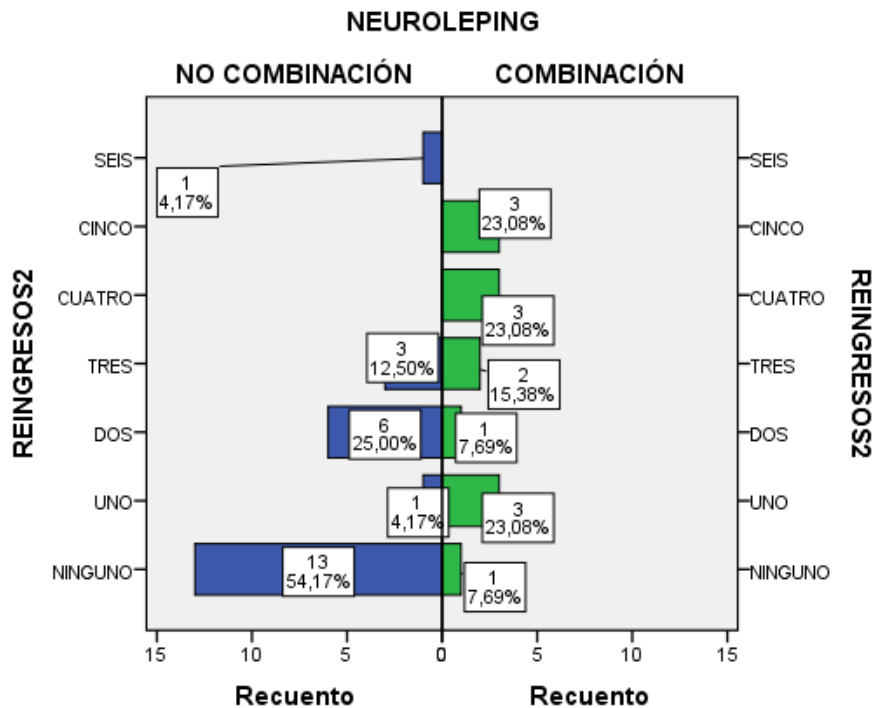 NEUROLEPING
NO COMBINACIÓN
COMBINACIÓN
REINGRESOS2
SEIS
CINCO
CUATRO
TRES
DOS
UNO
NINGUNO
1
4,17%
3
12,50%
6
25,00%
1
4,17%
13
54,17%
3
23,08%
3
23,08%
2
15,38%
1
7,69%
3
23,08%
1
7,69%
SEIS
CINCO
CUATRO
TRES
DOS
UNO
NINGUNO
REINGRESOS2
15 10 5 0 5 10 15
Recuento
Recuento